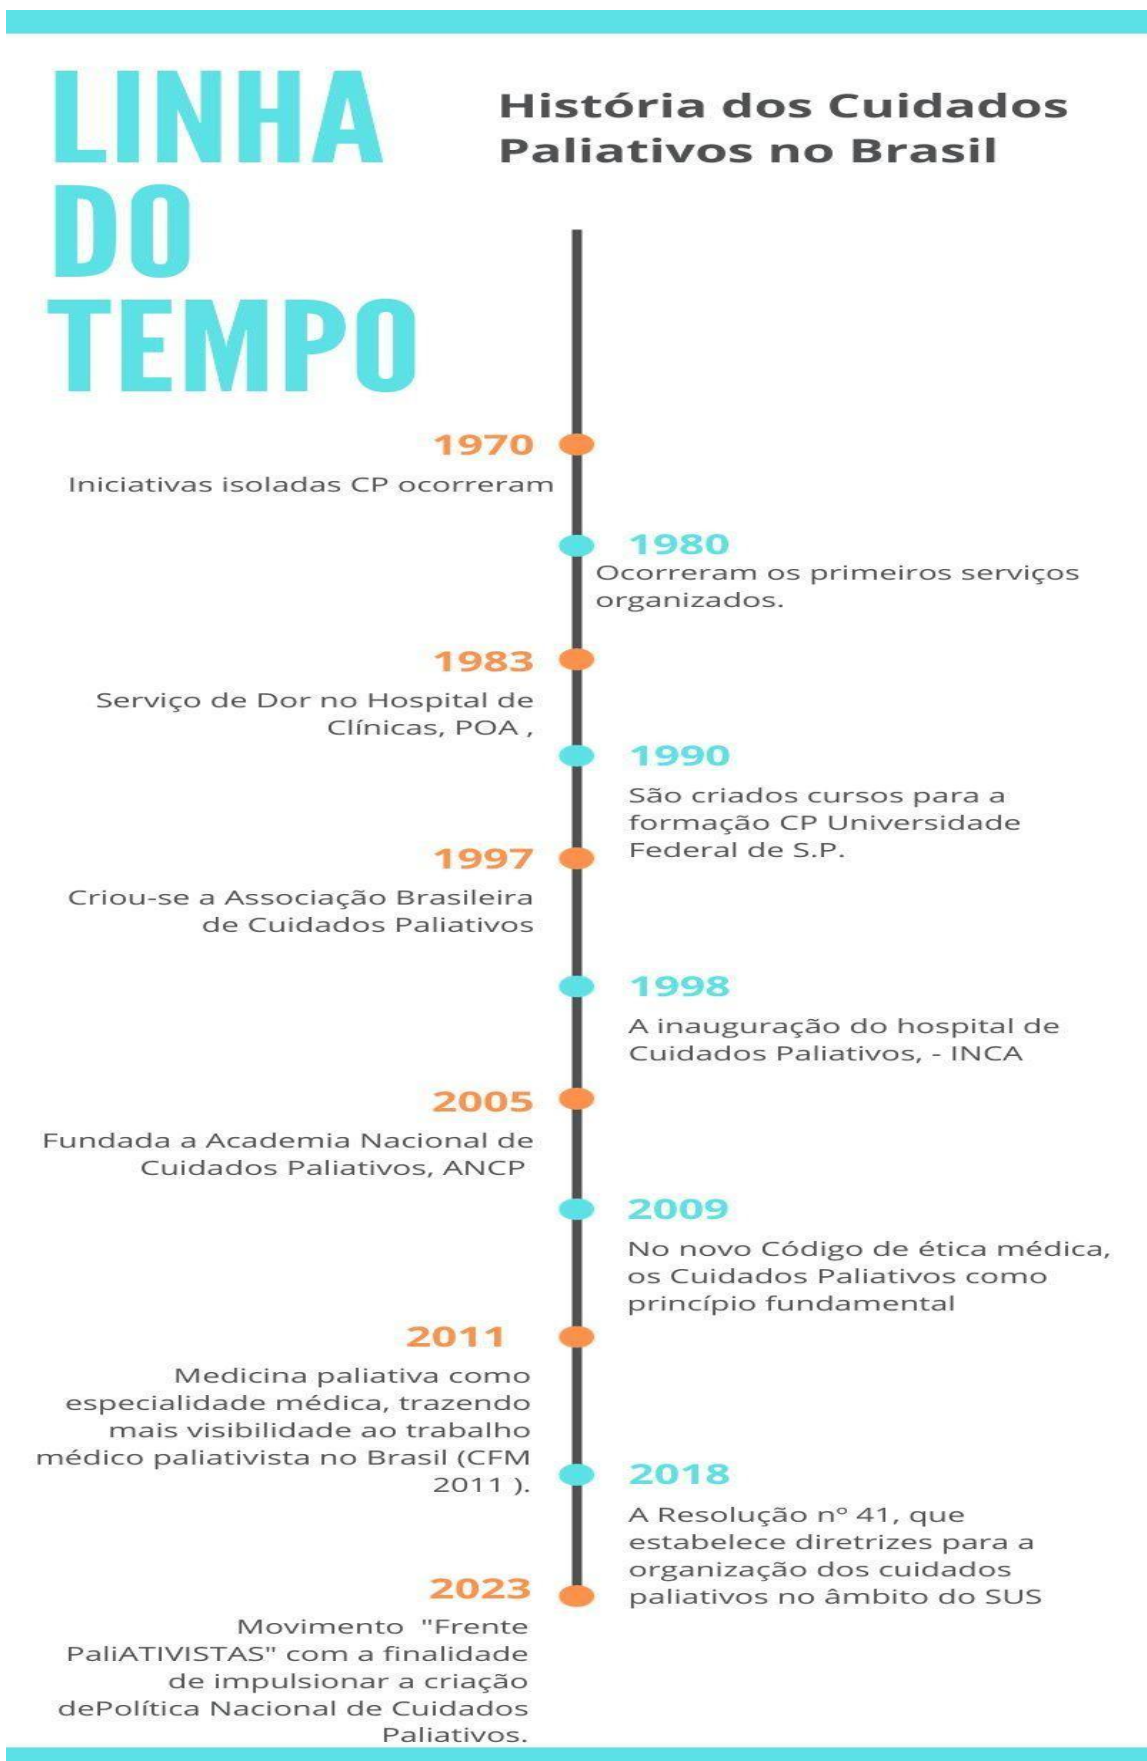 LINHA
DO
TEMPO
História dos Cuidados
Paliativos no Brasil
1970
Iniciativas isoladas CP ocorreram
1980
Ocorreram os primeiros serviços
organizados.
1983
Serviço de Dor no Hospital de
Clínicas, POA ,
1990
São criados cursos para a
formação CP Universidade
Federal de S.P.
1997
Criou-se a Associação Brasileira
de Cuidados Paliativos
1998
A inauguração do hospital de
Cuidados Paliativos, - INCA
2005
Fundada a Academia Nacional de
Cuidados Paliativos, ANCP
2009
No novo Código de ética médica,
os Cuidados Paliativos como
princípio fundamental
2011
Medicina paliativa como
especialidade médica, trazendo
mais visibilidade ao trabalho
médico paliativista no Brasil (CFM
2011 ).
2018
A Resolução nº 41, que
estabelece diretrizes para a
organização dos cuidados
paliativos no âmbito do SUS
2023
Movimento "Frente
PaliATIVISTAS" com a finalidade
de impulsionar a criação
dePolítica Nacional de Cuidados
Paliativos.